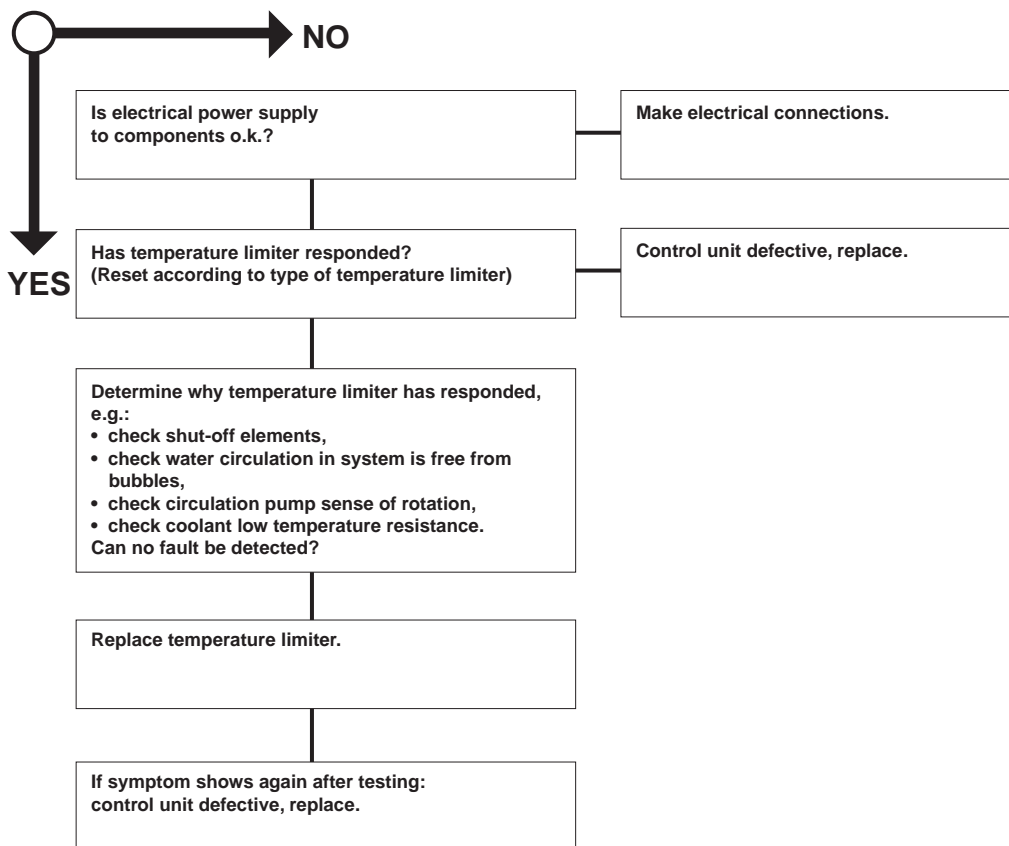 NO
YES
Is electrical power supply
to components o.k.?
Make electrical connections.
Has temperature limiter responded?
(Reset according to type of temperature limiter)
Control unit defective, replace.
Determine why temperature limiter has responded,
e.g.:
• check shut-off elements,
• check water circulation in system is free from
bubbles,
• check circulation pump sense of rotation,
• check coolant low temperature resistance.
Can no fault be detected?
Replace temperature limiter.
If symptom shows again after testing:
control unit defective, replace.